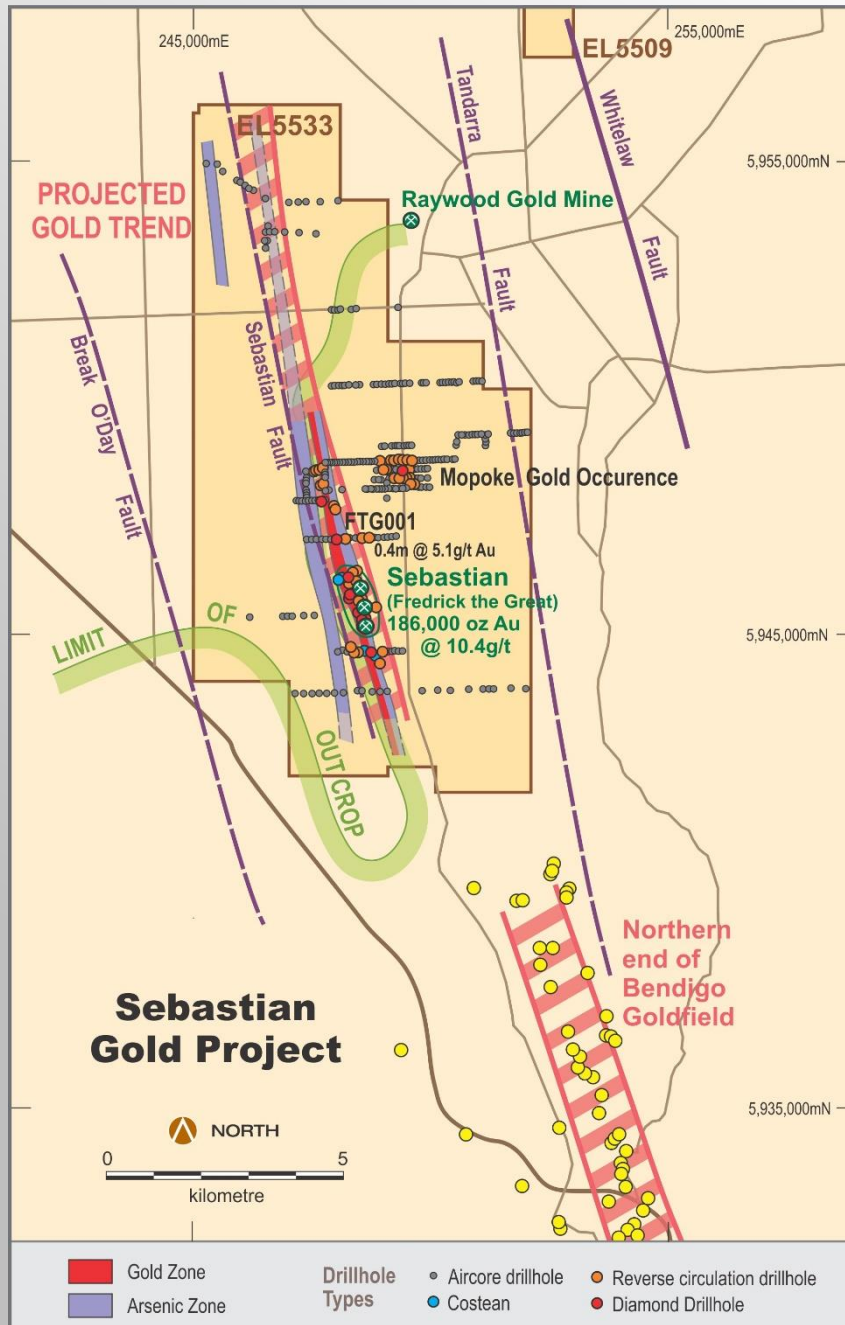 245,000mE
255,000mE
EL5509
EL5533
Tandarra
Fault
Whitelaw
Fault
5,955,000mN
PROJECTED
GOLD TREND
Raywood Gold Mine
Break
O'Day
Fault
Sebastian
Fault
Mopoke Gold Occurence
FTG001
0.4m @ 5.1g/t Au
Sebastian
(Fredrick the Great)
186,000 oz Au
@ 10.4g/t
5,945,000mN
LIMIT
OF
OUT CROP
Northern
end of
Bendigo
Goldfield
Sebastian
Gold Project
5,935,000mN
NORTH
0 5
kilometre
Gold Zone
Arsenic Zone
Drillhole
Types
Aircore drillhole
Costean
Reverse circulation drillhole
Diamond Drillhole